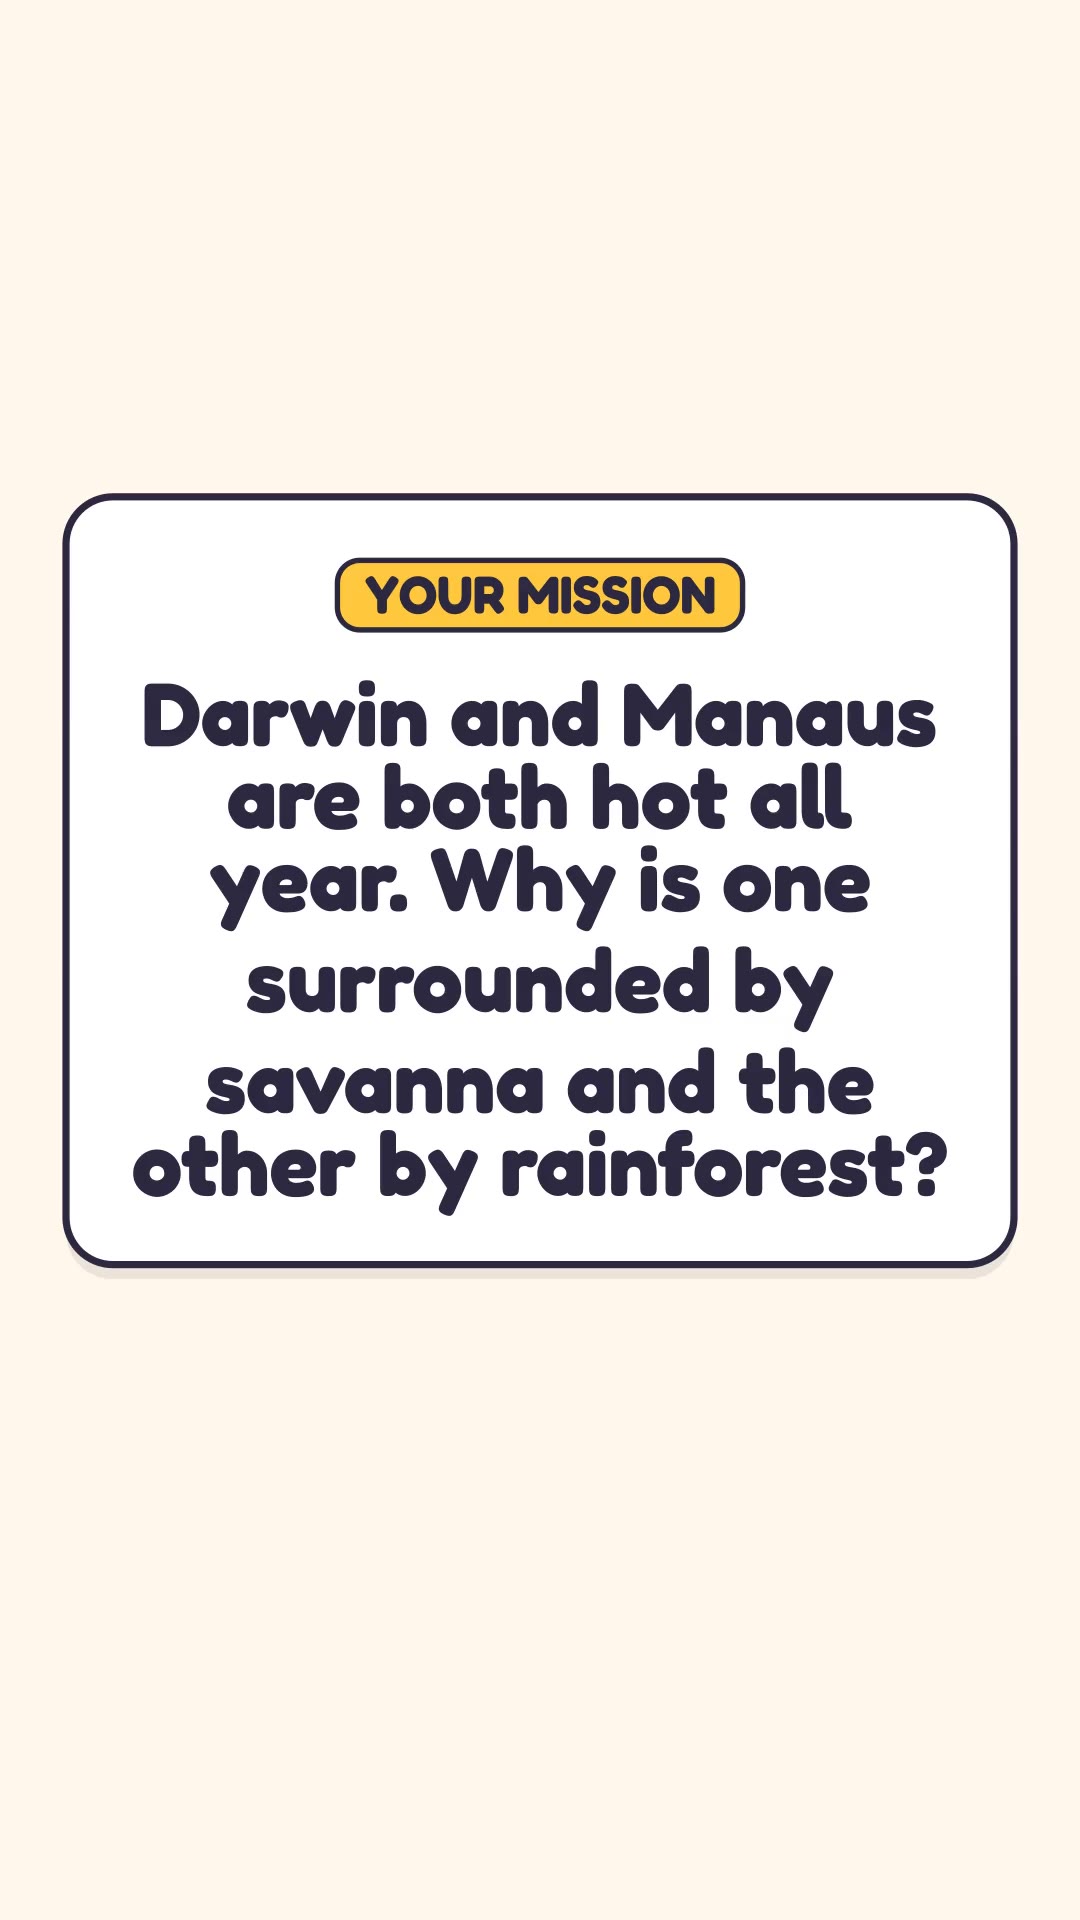 YOUR MISSION
Darwin and Manaus
are both hot all
year. Why is one
surrounded by
savanna and the
other by rainforest?